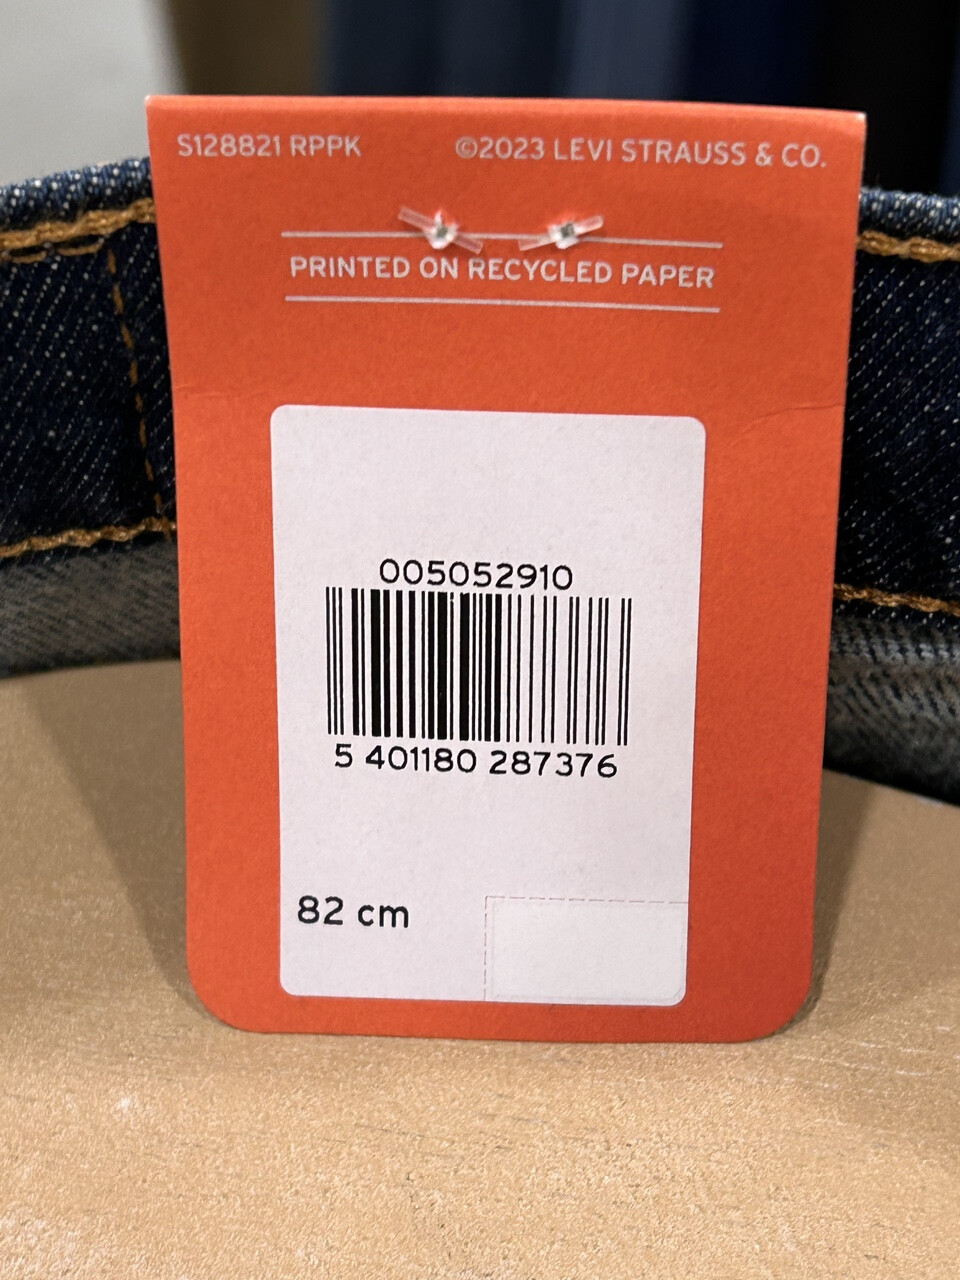 S128821 RPPK
©2023 LEVI STRAUSS & CO.
PRINTED ON RECYCLED PAPER
005052910
5 401180 287376
82 cm